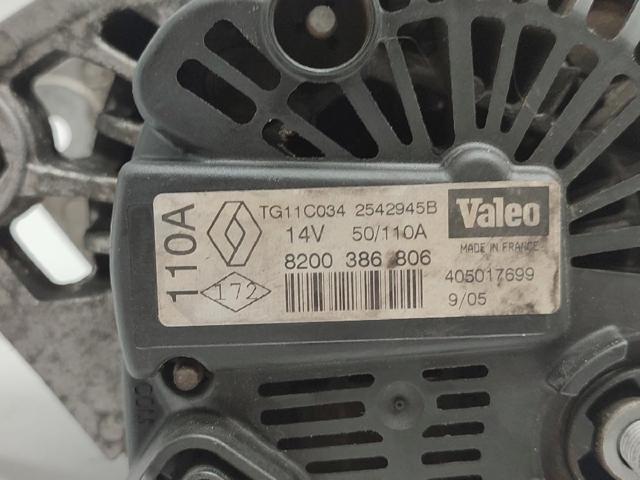 110A
TG11C034 2542945B
14V 50/110A
8200 386 806
172
Valeo
MADE IN FRANCE
405017699
9/05